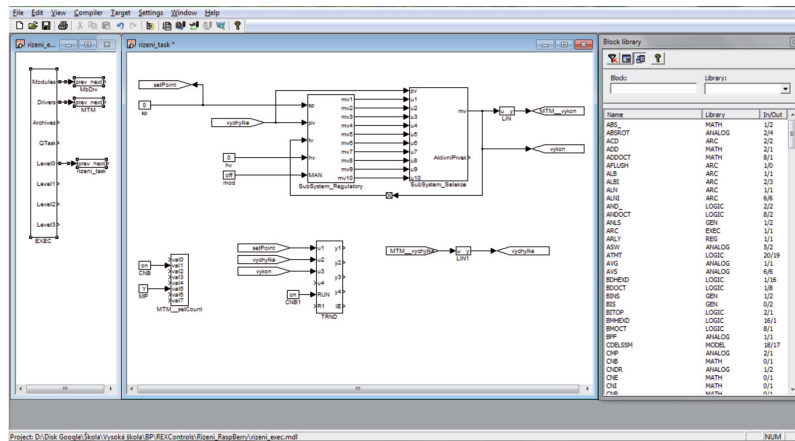 File Edit View Compiler Target Settings Window Help
rizeni_e...
Modules
prev next
MbDrv
Drivers
prev next
MTM
Archives
QTask
Level0
prev next
rizeni_task
Level1
Level2
Level3
EXEC
rizeni_task *
setPoint
0
sp
vychylka
0
hv
off
mod
sp
pv
tv
hv
MAN
mv1
mv2
mv3
mv4
mv5
mv6
mv7
mv8
mv9
mv10
SubSystem_Regulatory
pv
u1
u2
u3
u4
u5
u6
u7
u8
u9
u10
mv
AktivniPrvek
SubSystem_Selekce
u y
LIN
MTM__vykon
vykon
on
CNB
Y
MP
val0
val1
val2
val3
val4
val5
val6
val7
MTM__setCount
setPoint
vychylka
vykon
on
CNB1
u1
u2
u3
u4
RUN
R1
y1
y2
y3
y4
iE
TRND
MTM__vychylka
u y
LIN1
vychylka
Block library
Block:
Library:
Name Library In/Out
ABS_ MATH 1/2
ABSROT ANALOG 2/4
ACD ARC 2/2
ADD MATH 2/1
ADDOCT MATH 8/1
AFLUSH ARC 1/0
ALB ARC 1/1
ALBI ARC 2/3
ALN ARC 1/1
ALNI ARC 6/6
AND_ LOGIC 2/2
ANDOCT LOGIC 8/2
ANLS GEN 1/2
ARC EXEC 1/1
ARLY REG 1/1
ASW ANALOG 5/2
ATMT LOGIC 20/19
AVG ANALOG 1/1
AVS ANALOG 6/6
BDHEXD LOGIC 1/16
BDOCT LOGIC 1/8
BINS GEN 1/2
BIS GEN 0/2
BITOP LOGIC 2/1
BMHEXD LOGIC 16/1
BMOCT LOGIC 8/1
BPF ANALOG 1/1
CDELSSM MODEL 18/17
CMP ANALOG 2/1
CNB MATH 0/1
CNDR ANALOG 1/2
CNE MATH 0/1
CNI MATH 0/1
CNR MATH 0/1
Project: D:\Disk Google\Škola\Vysoká škola\BP\REXControls\Rizeni_RaspBerry\rizeni_exec.mdl
NUM